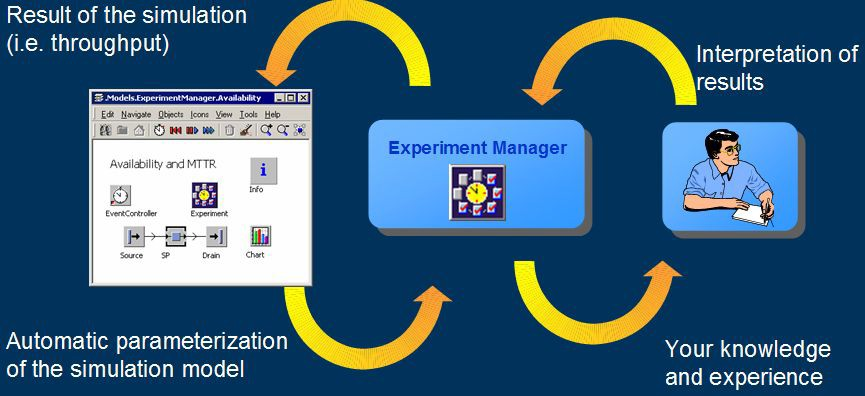 Result of the simulation
(i.e. throughput)
Interpretation of
results
.Models.ExperimentManager.Availability
Edit Navigate Objects Icons View Tools Help
Availability and MTTR
Info
EventController
Experiment
Source
SP
Drain
Chart
Experiment Manager
Automatic parameterization
of the simulation model
Your knowledge
and experience